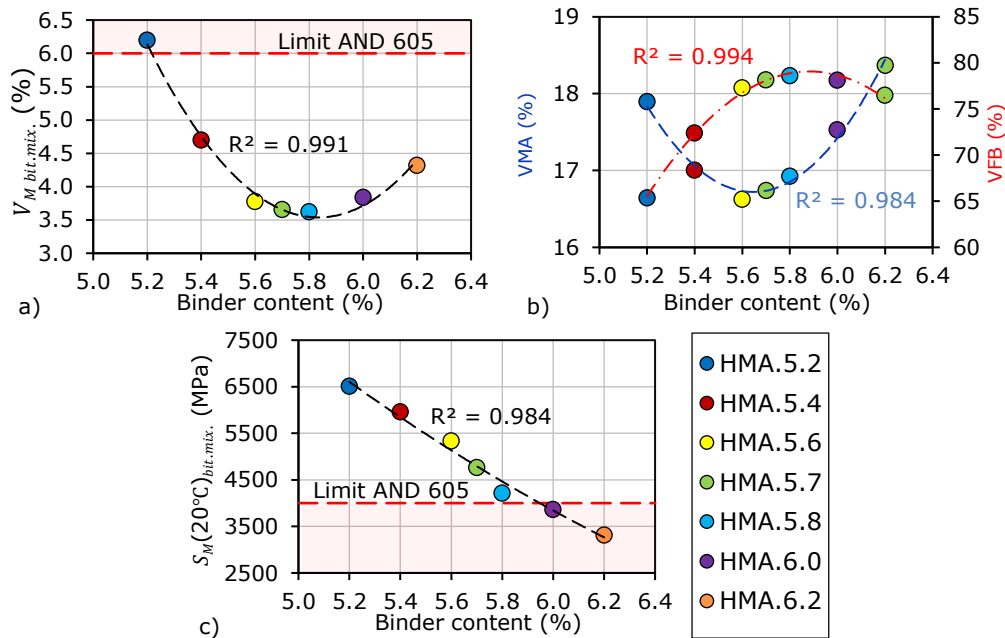 6.5
6.0
5.5
5.0
4.5
4.0
3.5
3.0
V_M bit.mix. (%)
Limit AND 605
R² = 0.991
5.0 5.2 5.4 5.6 5.8 6.0 6.2 6.4
Binder content (%)
a)
19
18
17
16
VMA (%)
R² = 0.994
R² = 0.984
85
80
75
70
65
60
VFB (%)
5.0 5.2 5.4 5.6 5.8 6.0 6.2 6.4
Binder content (%)
b)
7500
6500
5500
4500
3500
2500
S_M(20°C)bit.mix. (MPa)
R² = 0.984
Limit AND 605
5.0 5.2 5.4 5.6 5.8 6.0 6.2 6.4
Binder content (%)
c)
HMA.5.2
HMA.5.4
HMA.5.6
HMA.5.7
HMA.5.8
HMA.6.0
HMA.6.2